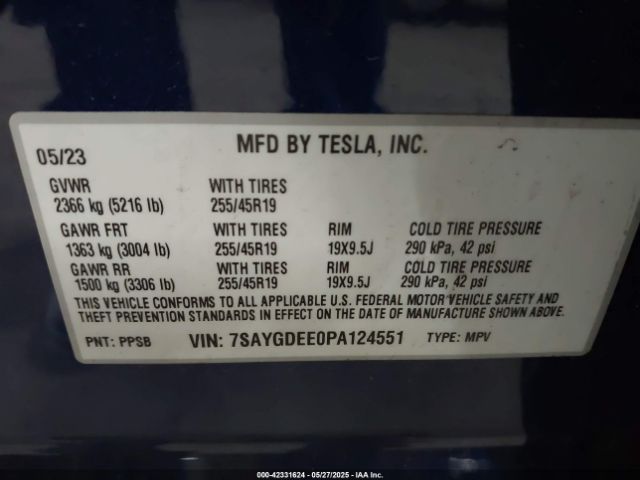 05/23 MFD BY TESLA, INC.
GVWR WITH TIRES
2366 kg (5216 lb) 255/45R19
GAWR FRT WITH TIRES RIM COLD TIRE PRESSURE
1363 kg (3004 lb) 255/45R19 19X9.5J 290 kPa, 42 psi
GAWR RR WITH TIRES RIM COLD TIRE PRESSURE
1500 kg (3306 lb) 255/45R19 19X9.5J 290 kPa, 42 psi
THIS VEHICLE CONFORMS TO ALL APPLICABLE U.S. FEDERAL MOTOR VEHICLE SAFETY AND
THEFT PREVENTION STANDARDS IN EFFECT ON THE DATE OF MANUFACTURE SHOWN ABOVE.
PNT: PPSB VIN: 7SAYGDEE0PA124551 TYPE: MPV
000-42331624 | 05/27/2025 - IAA Inc.